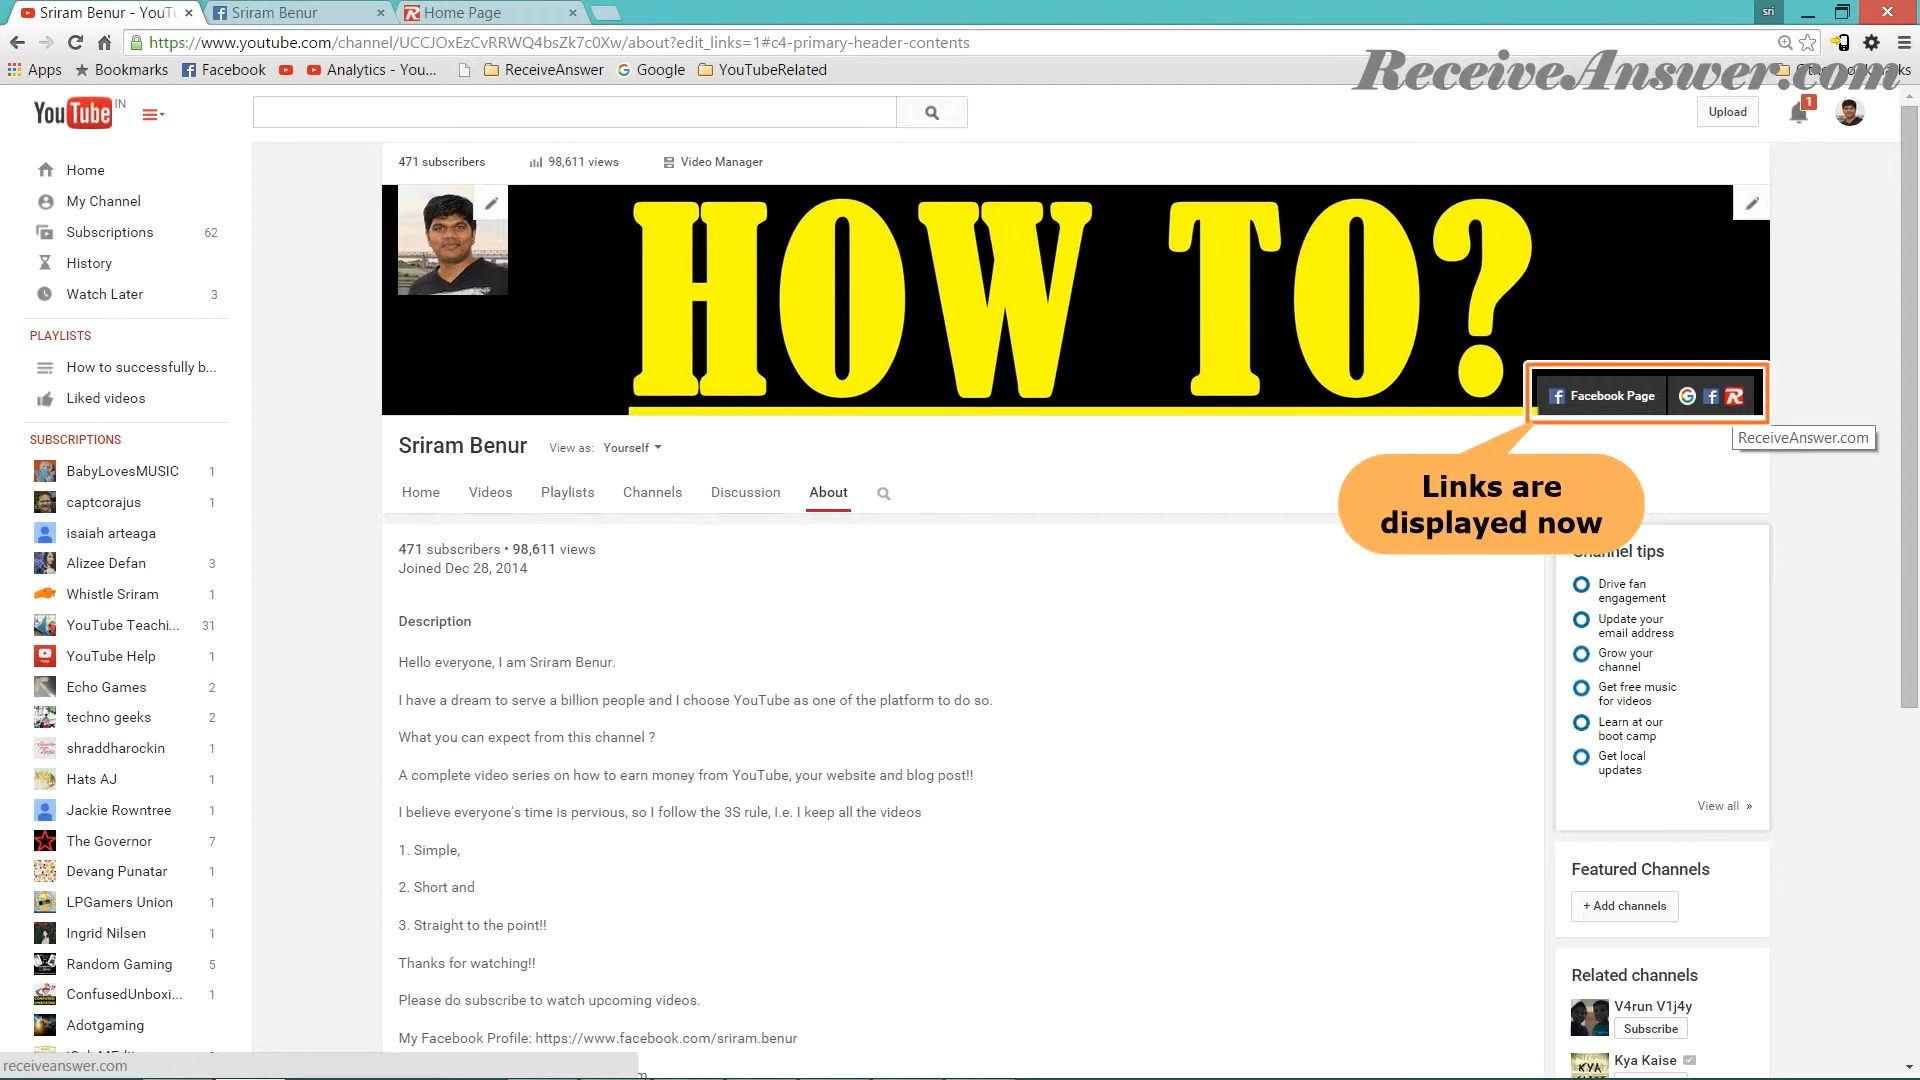 Sriram Benur - YouTu
Sriram Benur
Home Page
sri
https://www.youtube.com/channel/UCCJOxEzCvRRWQ4bsZk7c0Xw/about?edit_links=1#c4-primary-header-contents
Apps
Bookmarks
Facebook
Analytics - You...
ReceiveAnswer
Google
YouTubeRelated
ReceiveAnswer.com
YouTube IN
Upload
1
471 subscribers
98,611 views
Video Manager
HOW TO?
Facebook Page
ReceiveAnswer.com
Links are
displayed now
Home
My Channel
Subscriptions 62
History
Watch Later 3
PLAYLISTS
How to successfully b...
Liked videos
SUBSCRIPTIONS
BabyLovesMUSIC 1
captcorajus 1
isaiah arteaga
Alizee Defan 3
Whistle Sriram 1
YouTube Teachi... 31
YouTube Help 1
Echo Games 2
techno geeks 2
shraddharockin 1
Hats AJ 1
Jackie Rowntree 1
The Governor 7
Devang Punatar 1
LPGamers Union 1
Ingrid Nilsen 1
Random Gaming 5
ConfusedUnboxi... 1
Adotgaming
receiveanswer.com
Sriram Benur
View as: Yourself
Home
Videos
Playlists
Channels
Discussion
About
471 subscribers • 98,611 views
Joined Dec 28, 2014
Description
Hello everyone, I am Sriram Benur.
I have a dream to serve a billion people and I choose YouTube as one of the platform to do so.
What you can expect from this channel ?
A complete video series on how to earn money from YouTube, your website and blog post!!
I believe everyone's time is pervious, so I follow the 3S rule, I.e. I keep all the videos
1. Simple,
2. Short and
3. Straight to the point!!
Thanks for watching!!
Please do subscribe to watch upcoming videos.
My Facebook Profile: https://www.facebook.com/sriram.benur
Channel tips
Drive fan
engagement
Update your
email address
Grow your
channel
Get free music
for videos
Learn at our
boot camp
Get local
updates
View all »
Featured Channels
+ Add channels
Related channels
V4run V1j4y
Subscribe
Kya Kaise
KYA